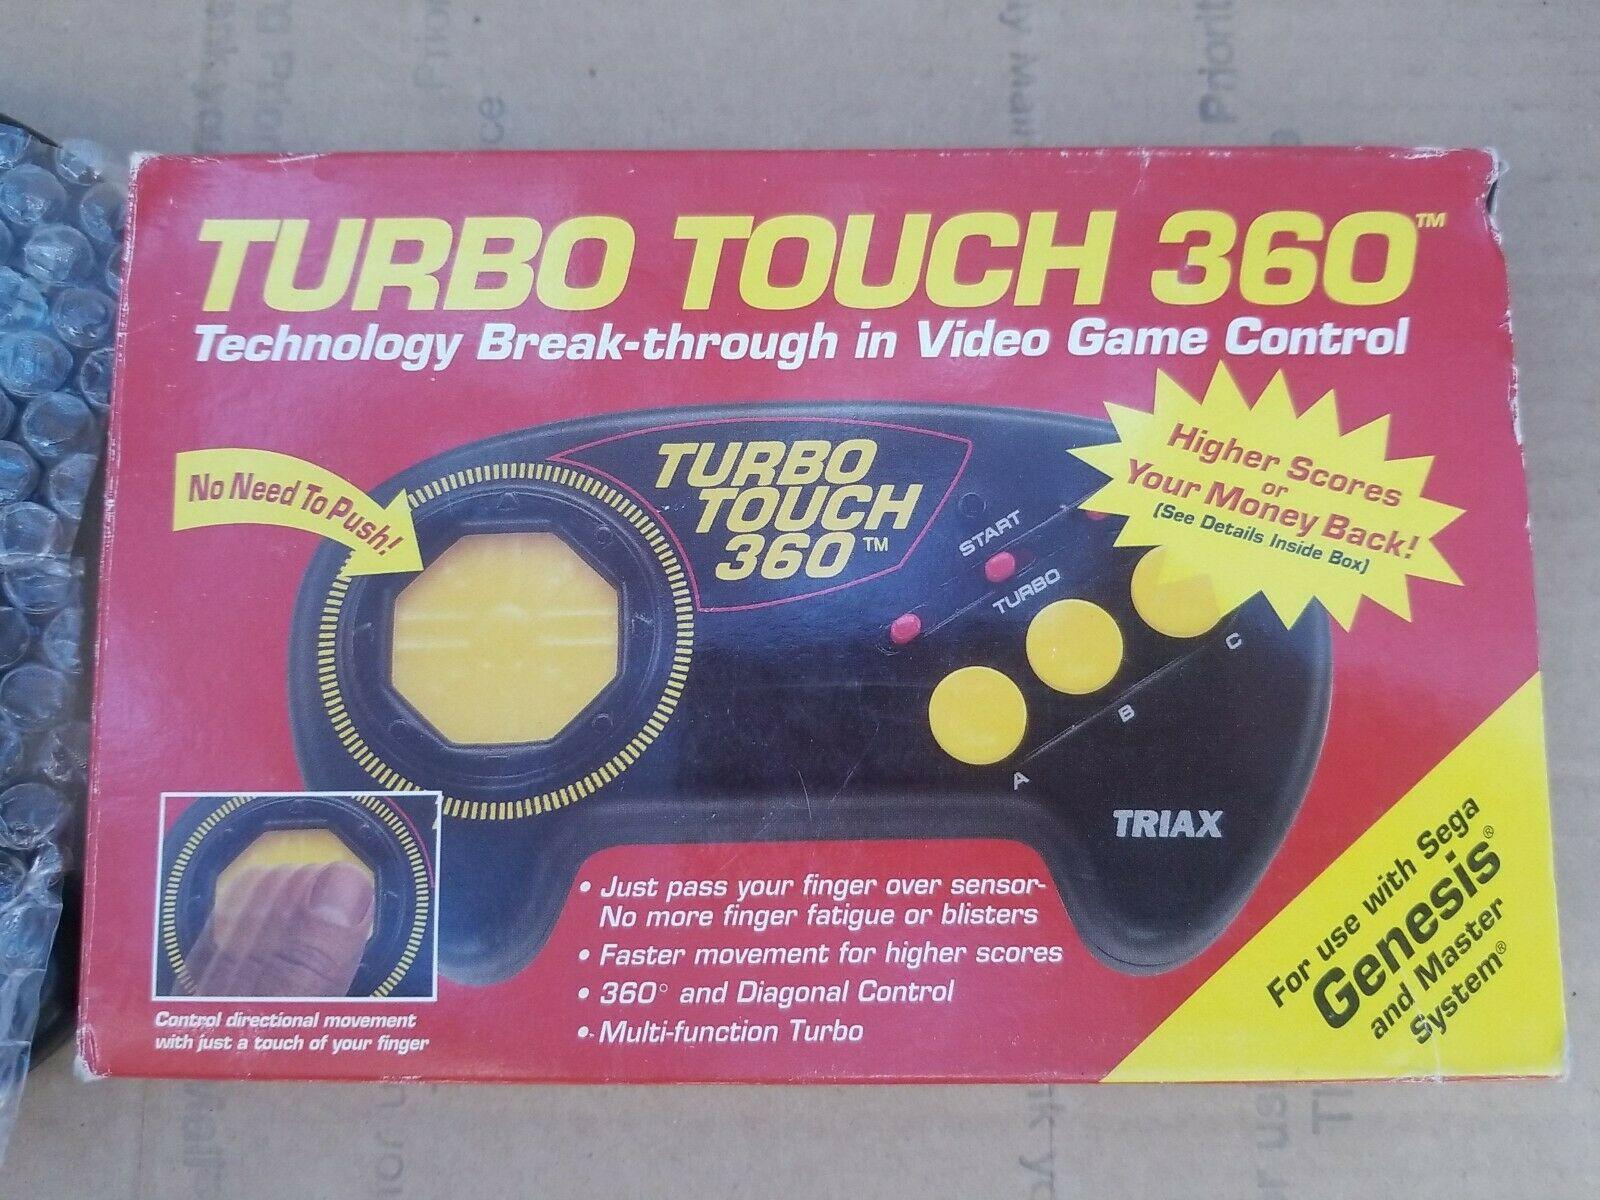 TURBO TOUCH 360™
Technology Break-through in Video Game Control
No Need To Push!
TURBO
TOUCH
360™
Higher Scores
or
Your Money Back!
(See Details Inside Box)
START
TURBO
A
B
C
TRIAX
• Just pass your finger over sensor-
No more finger fatigue or blisters
• Faster movement for higher scores
• 360° and Diagonal Control
• Multi-function Turbo
Control directional movement
with just a touch of your finger
For use with Sega
Genesis®
and Master
System®